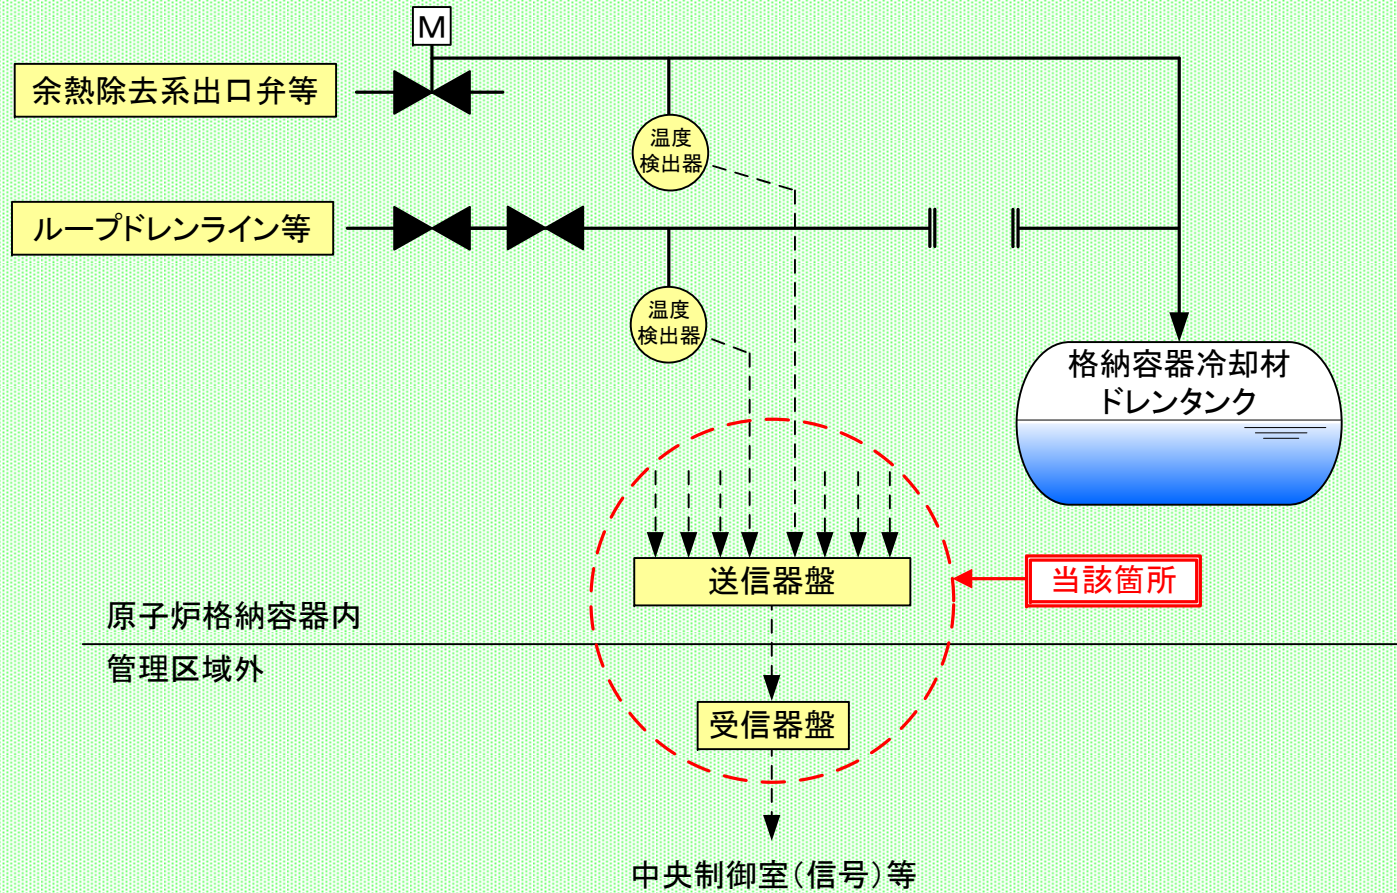 M
余熱除去系出口弁等
温度
検出器
ループドレンライン等
温度
検出器
格納容器冷却材
ドレンタンク
送信器盤
当該箇所
原子炉格納容器内
管理区域外
受信器盤
中央制御室(信号)等